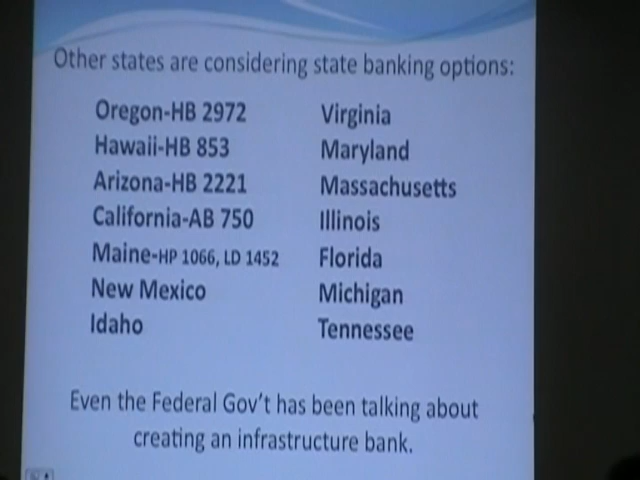 Other states are considering state banking options:
Oregon-HB 2972
Hawaii-HB 853
Arizona-HB 2221
California-AB 750
Maine-HP 1066, LD 1452
New Mexico
Idaho
Virginia
Maryland
Massachusetts
Illinois
Florida
Michigan
Tennessee
Even the Federal Gov't has been talking about
creating an infrastructure bank.